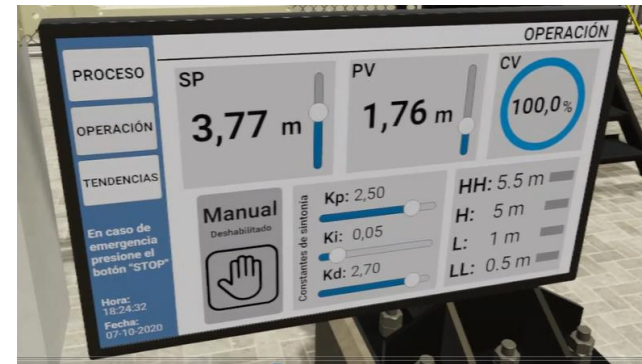 OPERACIÓN
PROCESO
OPERACIÓN
TENDENCIAS
En caso de
emergencia
presione el
botón "STOP"
Hora:
18:24:32
Fecha:
07-10-2020
SP
3,77 m
PV
1,76 m
CV
100,0%
Manual
Deshabilitado
Constantes de sintonia
Kp: 2,50
Ki: 0,05
Kd: 2,70
HH: 5.5 m
H: 5 m
L: 1 m
LL: 0.5 m